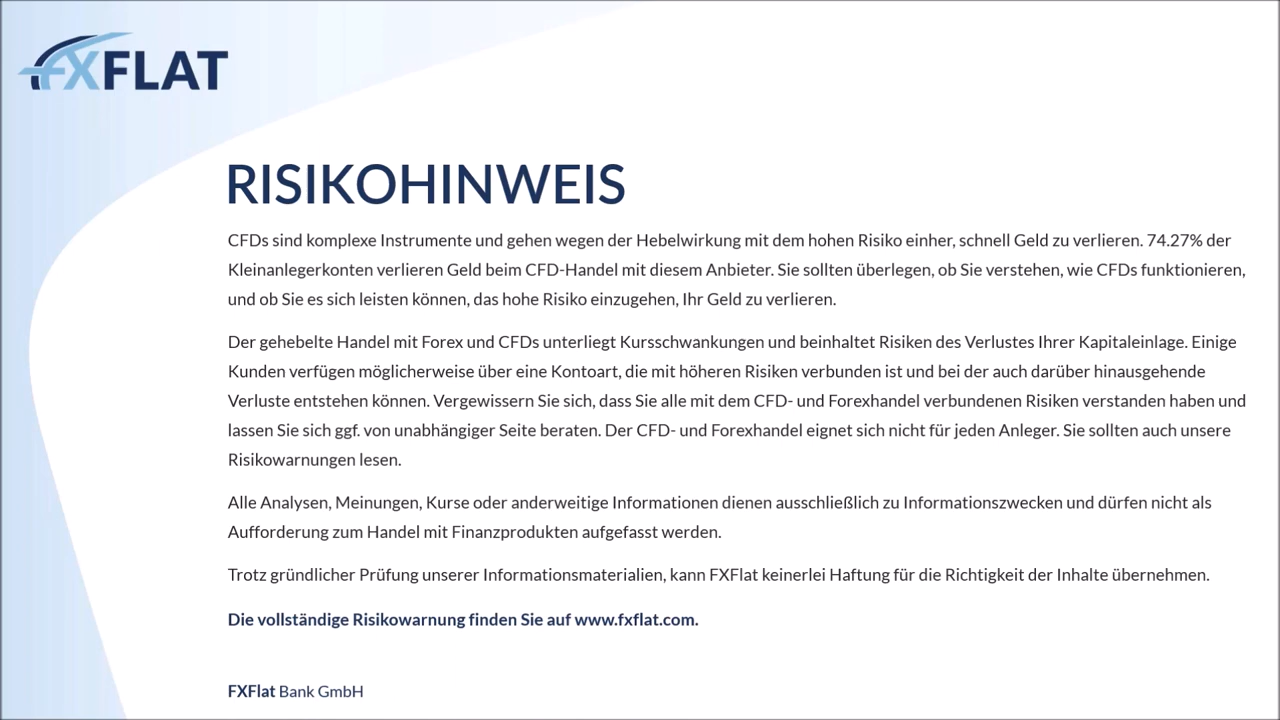 FXFLAT
RISIKOHINWEIS
CFDs sind komplexe Instrumente und gehen wegen der Hebelwirkung mit dem hohen Risiko einher, schnell Geld zu verlieren. 74.27% der
Kleinanlegerkonten verlieren Geld beim CFD-Handel mit diesem Anbieter. Sie sollten überlegen, ob Sie verstehen, wie CFDs funktionieren,
und ob Sie es sich leisten können, das hohe Risiko einzugehen, Ihr Geld zu verlieren.
Der gehebelte Handel mit Forex und CFDs unterliegt Kursschwankungen und beinhaltet Risiken des Verlustes Ihrer Kapitaleinlage. Einige
Kunden verfügen möglicherweise über eine Kontoart, die mit höheren Risiken verbunden ist und bei der auch darüber hinausgehende
Verluste entstehen können. Vergewissern Sie sich, dass Sie alle mit dem CFD- und Forexhandel verbundenen Risiken verstanden haben und
lassen Sie sich ggf. von unabhängiger Seite beraten. Der CFD- und Forexhandel eignet sich nicht für jeden Anleger. Sie sollten auch unsere
Risikowarnungen lesen.
Alle Analysen, Meinungen, Kurse oder anderweitige Informationen dienen ausschließlich zu Informationszwecken und dürfen nicht als
Aufforderung zum Handel mit Finanzprodukten aufgefasst werden.
Trotz gründlicher Prüfung unserer Informationsmaterialien, kann FXFlat keinerlei Haftung für die Richtigkeit der Inhalte übernehmen.
Die vollständige Risikowarnung finden Sie auf www.fxflat.com.
FXFlat Bank GmbH